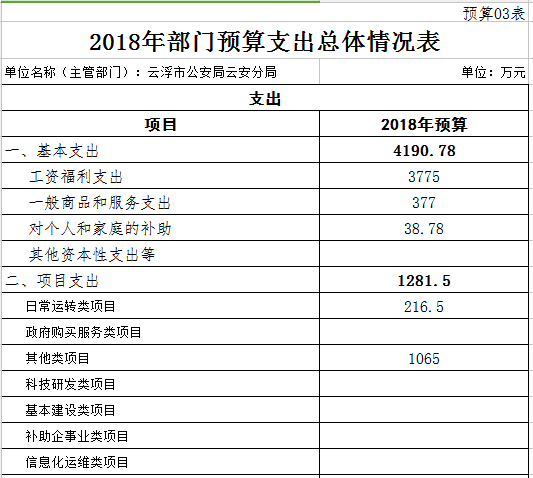 预算03表
2018年部门预算支出总体情况表
单位名称（主管部门）：云浮市公安局云安分局 单位：万元
支出
项目 2018年预算
一、基本支出 4190.78
工资福利支出 3775
一般商品和服务支出 377
对个人和家庭的补助 38.78
其他资本性支出等
二、项目支出 1281.5
日常运转类项目 216.5
政府购买服务类项目
其他类项目 1065
科技研发类项目
基本建设类项目
补助企事业类项目
信息化运维类项目